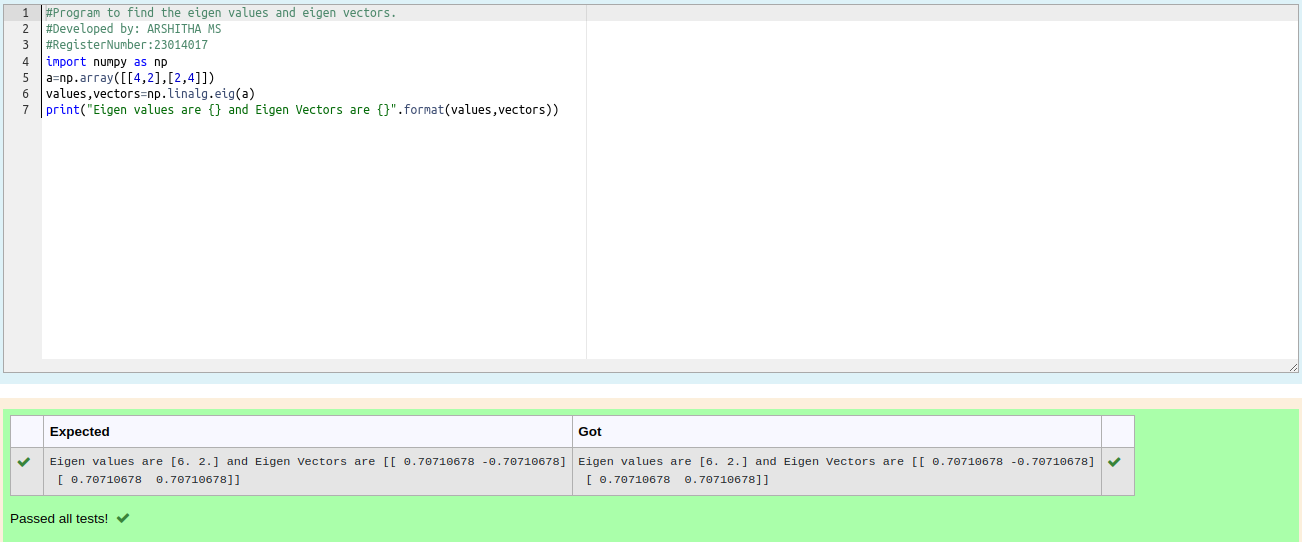 1 #Program to find the eigen values and eigen vectors.
2 #Developed by: ARSHITHA MS
3 #RegisterNumber:23014017
4 import numpy as np
5 a=np.array([[4,2],[2,4]])
6 values,vectors=np.linalg.eig(a)
7 print("Eigen values are {} and Eigen Vectors are {}".format(values,vectors))
Expected Got
Eigen values are [6. 2.] and Eigen Vectors are [[ 0.70710678 -0.70710678] Eigen values are [6. 2.] and Eigen Vectors are [[ 0.70710678 -0.70710678]
[ 0.70710678  0.70710678]] [ 0.70710678  0.70710678]]
Passed all tests!